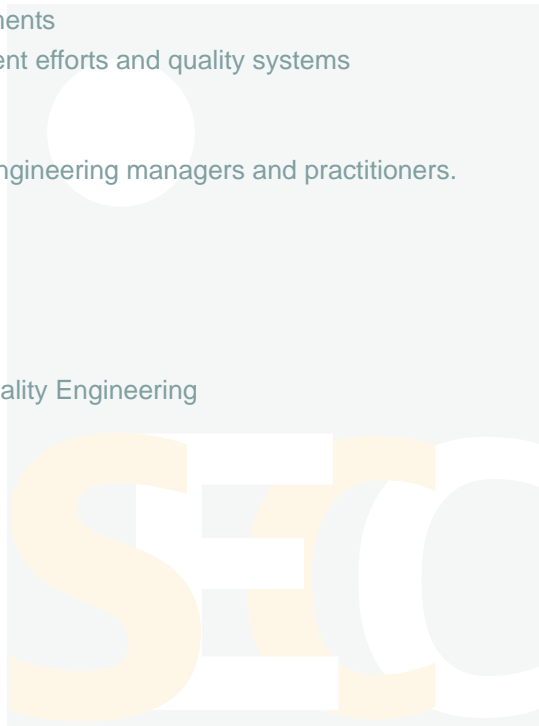 nents
ent efforts and quality systems
ngineering managers and practitioners.
ality Engineering
SEC